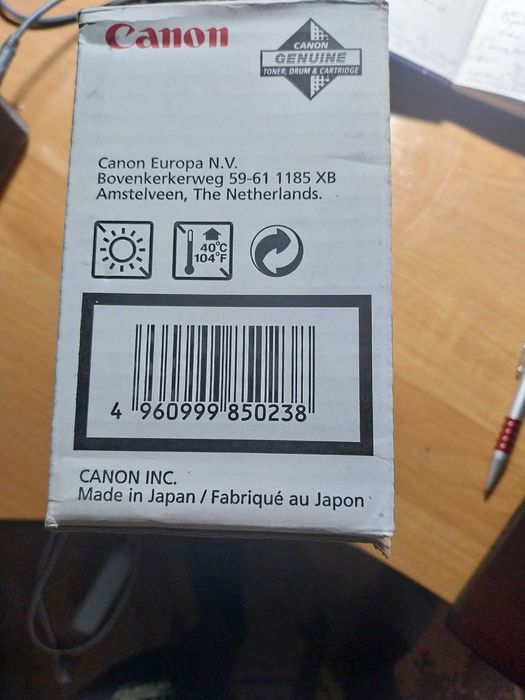 Canon
CANON
GENUINE
TONER, DRUM & CARTRIDGE
Canon Europa N.V.
Bovenkerkerweg 59-61 1185 XB
Amstelveen, The Netherlands.
40°C
104°F
4 960999 850238
CANON INC.
Made in Japan / Fabriqué au Japon